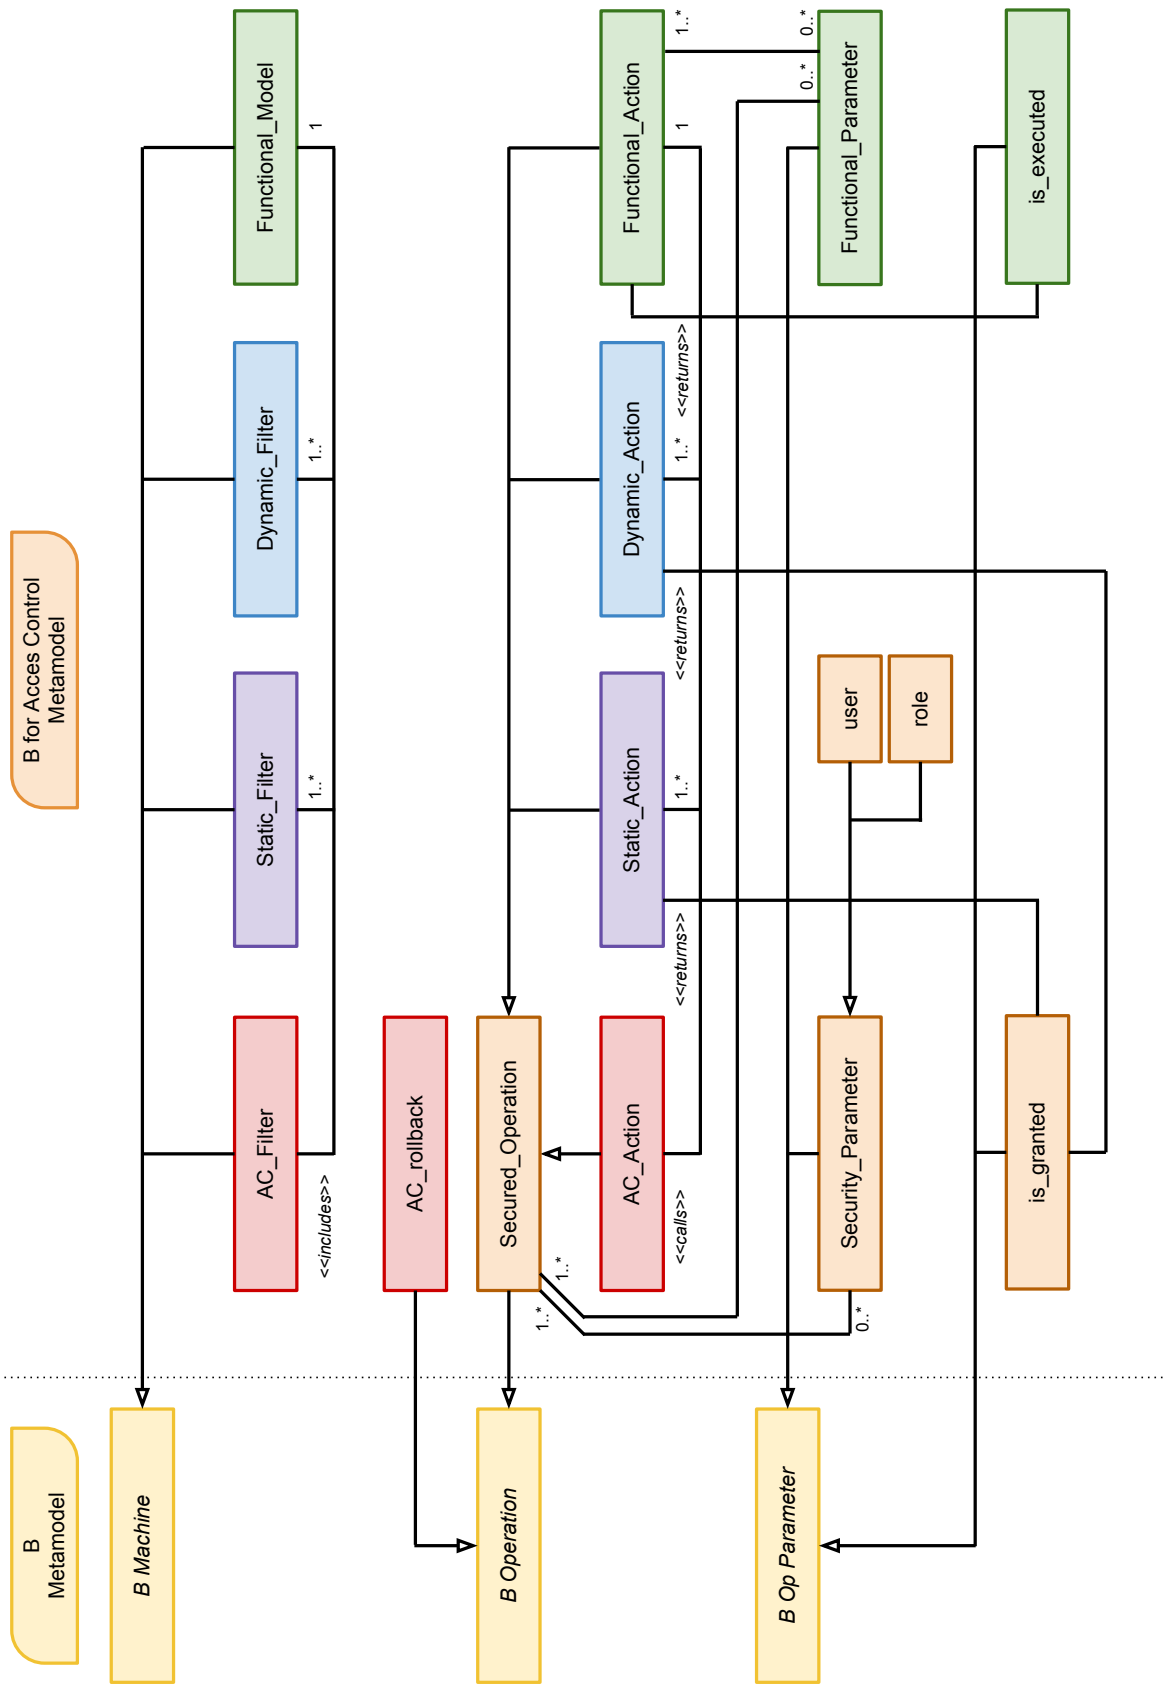 B
Metamodel
B for Acces Control
Metamodel
B Machine
AC_Filter
Static_Filter
Dynamic_Filter
Functional_Model
<<includes>>
1..*
1..*
1
AC_rollback
B Operation
Secured_Operation
1..*
1..*
AC_Action
Static_Action
Dynamic_Action
Functional_Action
<<calls>>
<<returns>>
1..*
<<returns>>
1..*
<<returns>>
1
1..*
B Op Parameter
0..*
Security_Parameter
user
role
0..*
0..*
Functional_Parameter
is_granted
is_executed